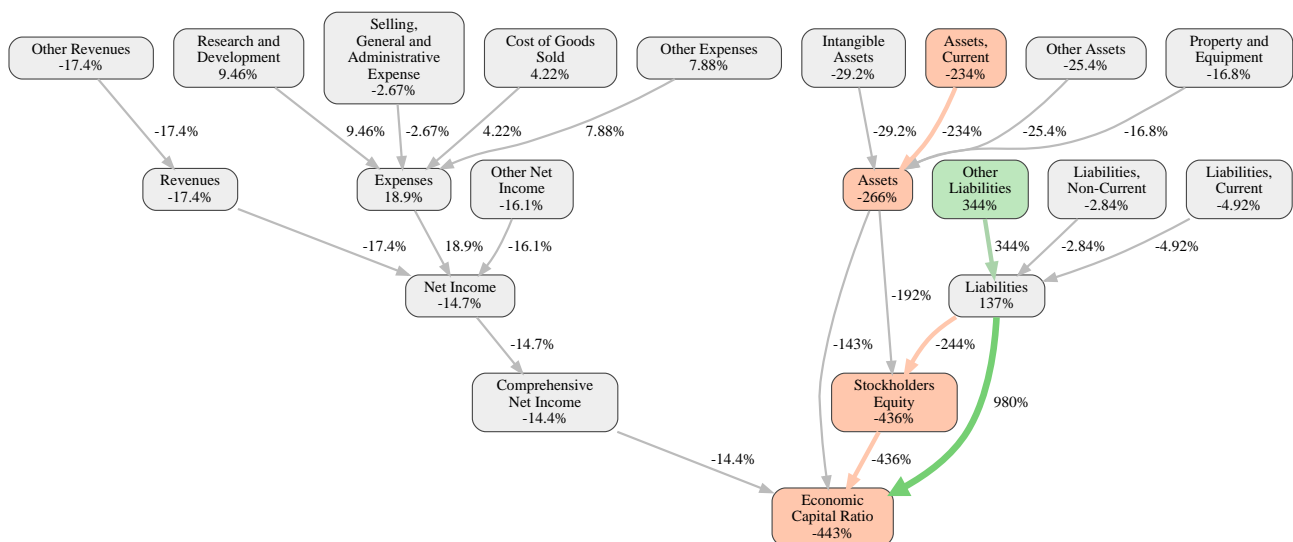 Other Revenues
-17.4%
Research and
Development
9.46%
Selling,
General and
Administrative
Expense
-2.67%
Cost of Goods
Sold
4.22%
Other Expenses
7.88%
Intangible
Assets
-29.2%
Assets,
Current
-234%
Other Assets
-25.4%
Property and
Equipment
-16.8%
-17.4%
9.46%
-2.67%
4.22%
7.88%
-29.2%
-234%
-25.4%
-16.8%
Revenues
-17.4%
Expenses
18.9%
Other Net
Income
-16.1%
Assets
-266%
Other
Liabilities
344%
Liabilities,
Non-Current
-2.84%
Liabilities,
Current
-4.92%
-17.4%
18.9%
-16.1%
344%
-2.84%
-4.92%
Net Income
-14.7%
Liabilities
137%
-192%
-14.7%
-143%
-244%
Comprehensive
Net Income
-14.4%
Stockholders
Equity
-436%
980%
-14.4%
-436%
Economic
Capital Ratio
-443%